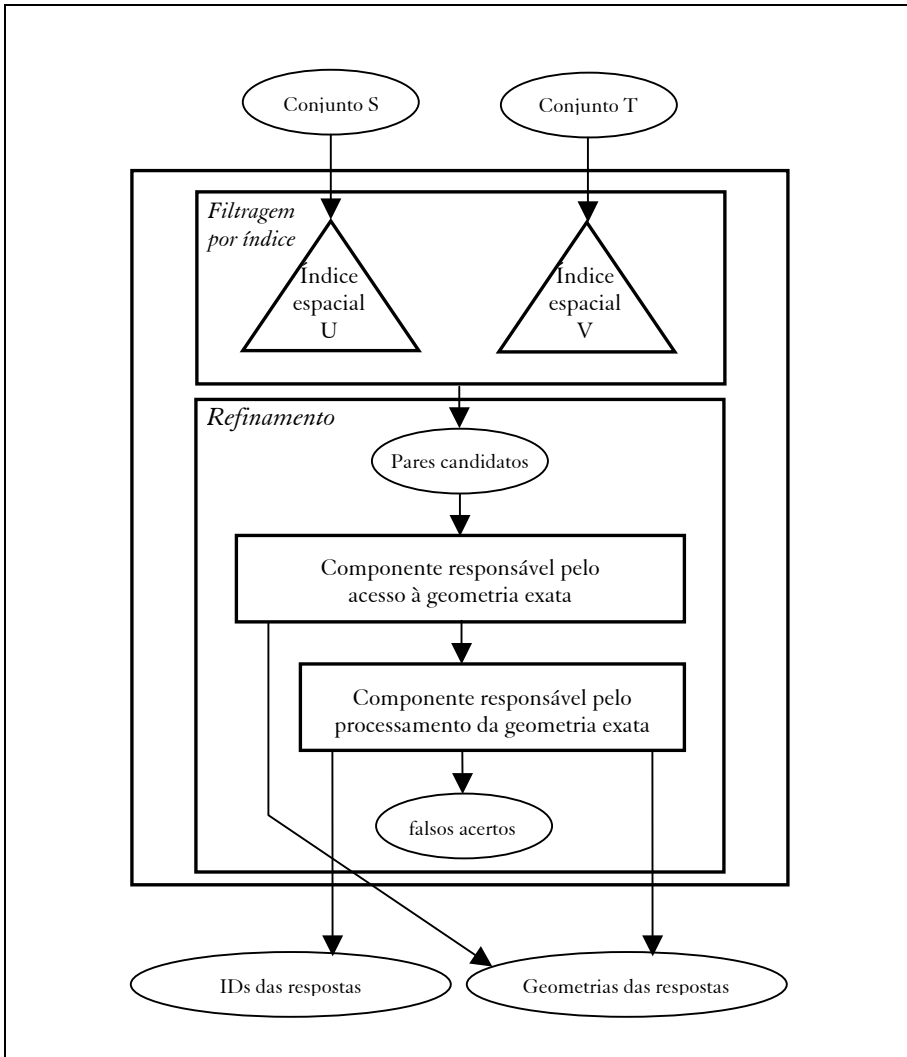 Conjunto S
Conjunto T
Filtragem
por índice
Índice
espacial
U
Índice
espacial
V
Refinamento
Pares candidatos
Componente responsável pelo
acesso à geometria exata
Componente responsável pelo
processamento da geometria exata
falsos acertos
IDs das respostas
Geometrias das respostas